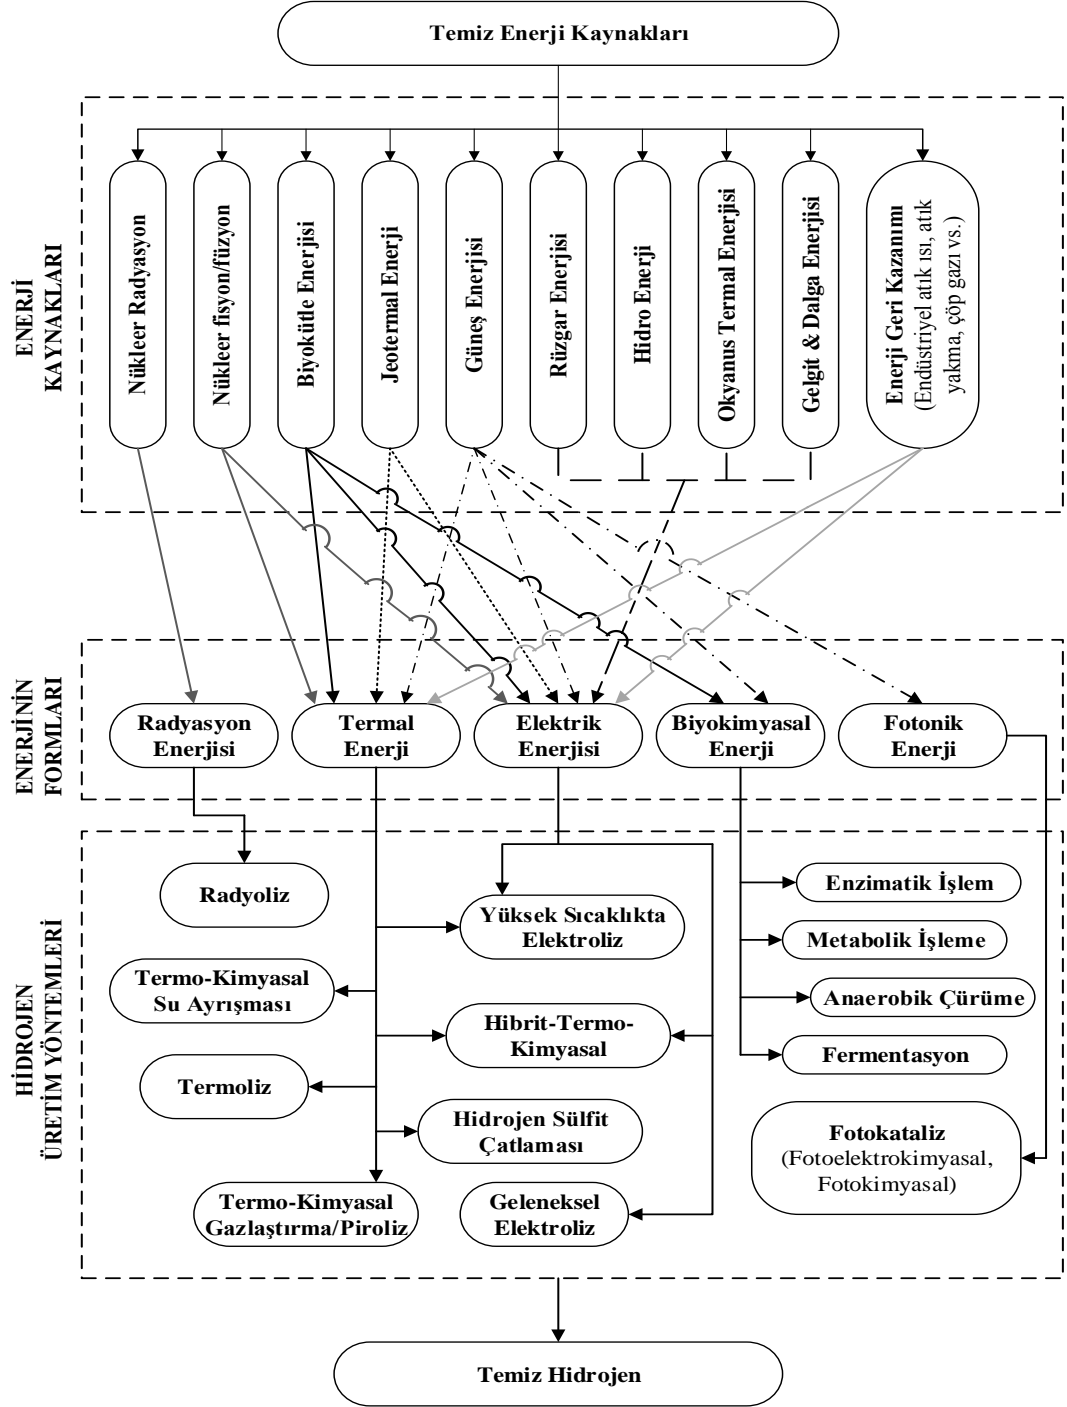 Temiz Enerji Kaynakları
ENERJİ
KAYNAKLARI
Nükleer Radyasyon
Nükleer fisyon/füzyon
Biyokütle Enerjisi
Jeotermal Enerji
Güneş Enerjisi
Rüzgar Enerjisi
Hidro Enerji
Okyanus Termal Enerjisi
Gelgit & Dalga Enerjisi
Enerji Geri Kazanımı
(Endüstriyel atık ısı, atık
yakma, çöp gazı vs.)
ENERJİNİN
FORMLARI
Radyasyon
Enerjisi
Termal
Enerji
Elektrik
Enerjisi
Biyokimyasal
Enerji
Fotonik
Enerji
HİDROJEN
ÜRETİM YÖNTEMLERİ
Radyoliz
Yüksek Sıcaklıkta
Elektroliz
Enzimatik İşlem
Metabolik İşleme
Termo-Kimyasal
Su Ayrışması
Anaerobik Çürüme
Hibrit-Termo-
Kimyasal
Fermentasyon
Termoliz
Hidrojen Sülfit
Çatlaması
Fotokataliz
(Fotoelektrokimyasal,
Fotokimyasal)
Termo-Kimyasal
Gazlaştırma/Piroliz
Geleneksel
Elektroliz
Temiz Hidrojen